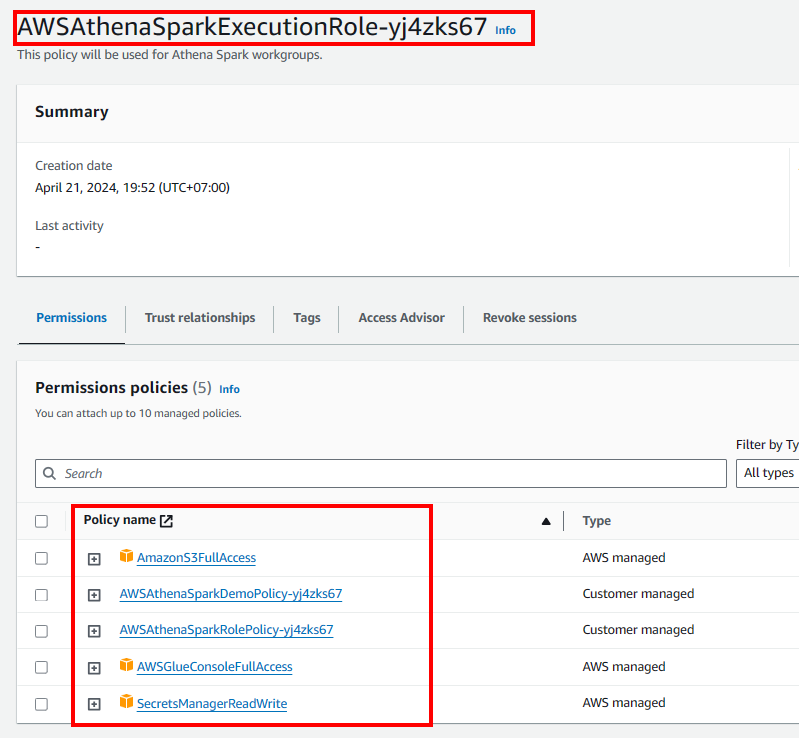 AWSAthenaSparkExecutionRole-yj4zks67 Info
This policy will be used for Athena Spark workgroups.
Summary
Creation date
April 21, 2024, 19:52 (UTC+07:00)
Last activity
-
Permissions Trust relationships Tags Access Advisor Revoke sessions
Permissions policies (5) Info
You can attach up to 10 managed policies.
Filter by Ty
Search All types
Policy name Type
AmazonS3FullAccess AWS managed
AWSAthenaSparkDemoPolicy-yj4zks67 Customer managed
AWSAthenaSparkRolePolicy-yj4zks67 Customer managed
AWSGlueConsoleFullAccess AWS managed
SecretsManagerReadWrite AWS managed